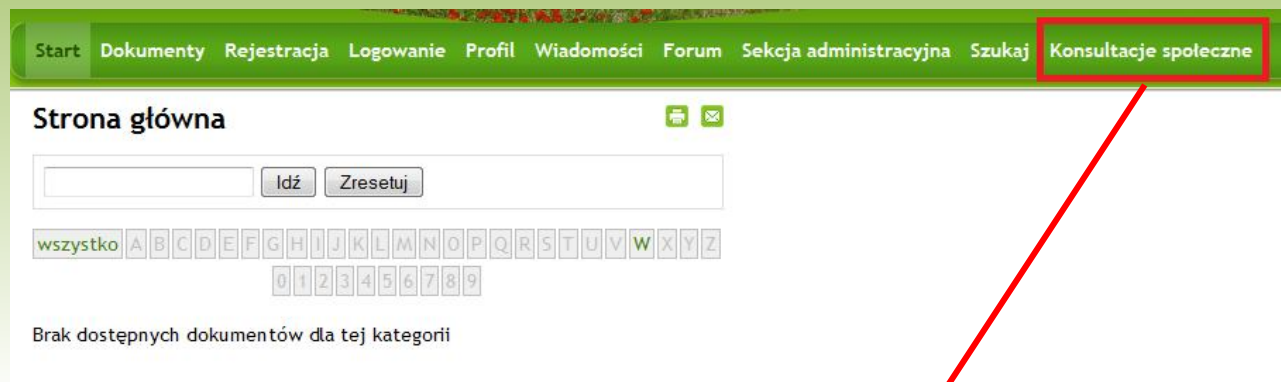 Start Dokumenty Rejestracja Logowanie Profil Wiadomości Forum Sekcja administracyjna Szukaj Konsultacje społeczne
Strona główna
Idź Zresetuj
wszystko A B C D E F G H I J K L M N O P Q R S T U V W X Y Z
0 1 2 3 4 5 6 7 8 9
Brak dostępnych dokumentów dla tej kategorii